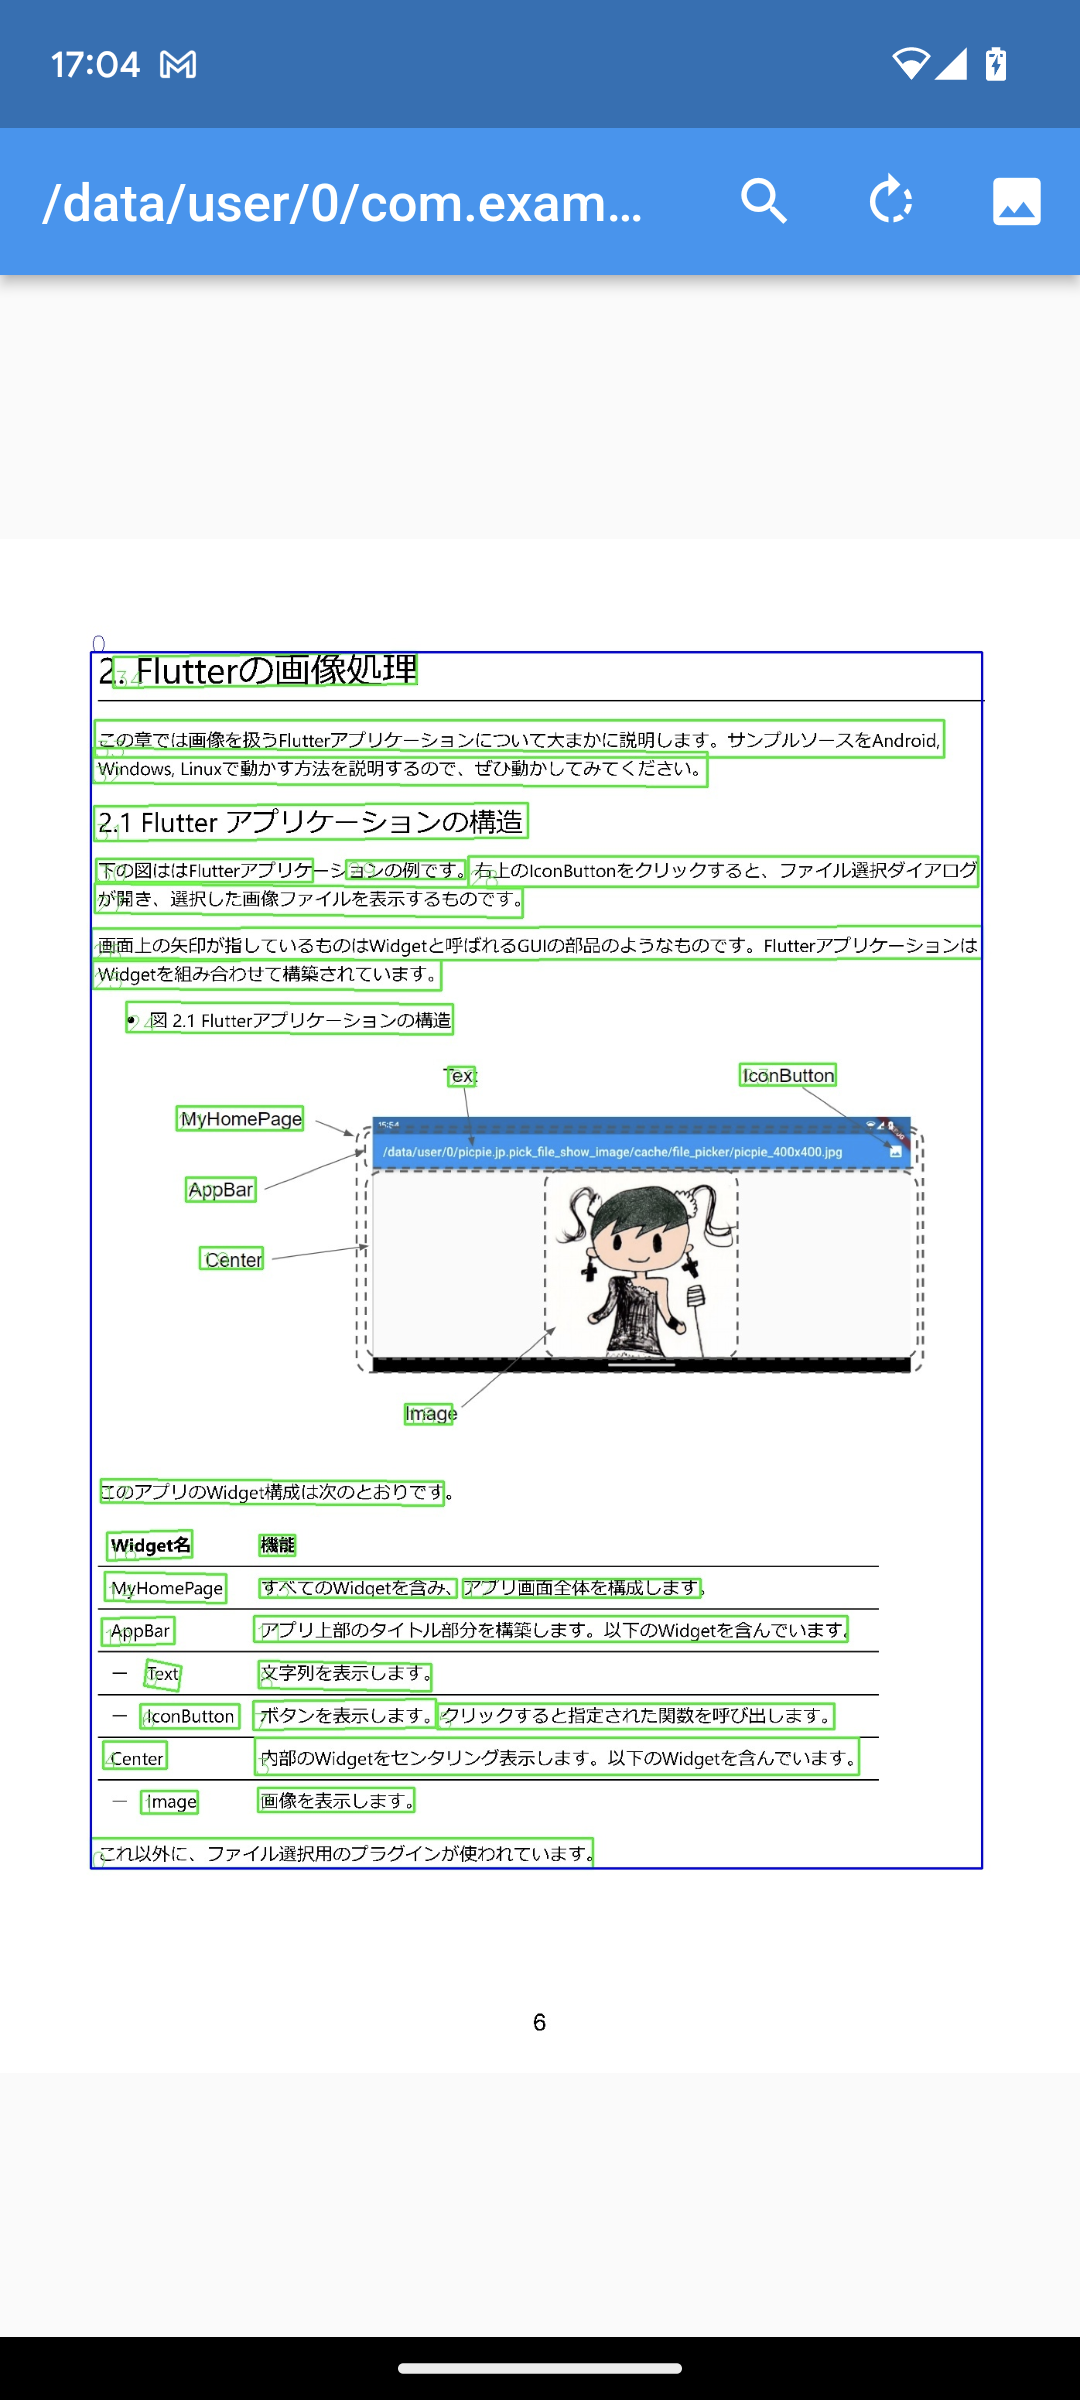 17:04
/data/user/0/com.exam...
0
2. Flutterの画像処理
この章では画像を扱うFlutterアプリケーションについて大まかに説明します。サンプルソースをAndroid,
Windows, Linuxで動かす方法を説明するので、ぜひ動かしてみてください。
2.1 Flutter アプリケーションの構造
下の図ははFlutterアプリケーションの例です。右上のIconButtonをクリックすると、ファイル選択ダイアログ
が開き、選択した画像ファイルを表示するものです。
画面上の矢印が指しているものはWidgetと呼ばれるGUIの部品のようなものです。Flutterアプリケーションは
Widgetを組み合わせて構築されています。
• 図 2.1 Flutterアプリケーションの構造
Text IconButton
MyHomePage
15:54
/data/user/0/picpie.jp.pick_file_show_image/cache/file_picker/picpie_400x400.jpg
AppBar
Center
Image
このアプリのWidget構成は次のとおりです。
Widget名 機能
MyHomePage すべてのWidgetを含み、アプリ画面全体を構成します。
AppBar アプリ上部のタイトル部分を構築します。以下のWidgetを含んでいます。
— Text 文字列を表示します。
— IconButton ボタンを表示します。クリックすると指定された関数を呼び出します。
Center 内部のWidgetをセンタリング表示します。以下のWidgetを含んでいます。
— Image 画像を表示します。
これ以外に、ファイル選択用のプラグインが使われています。
6